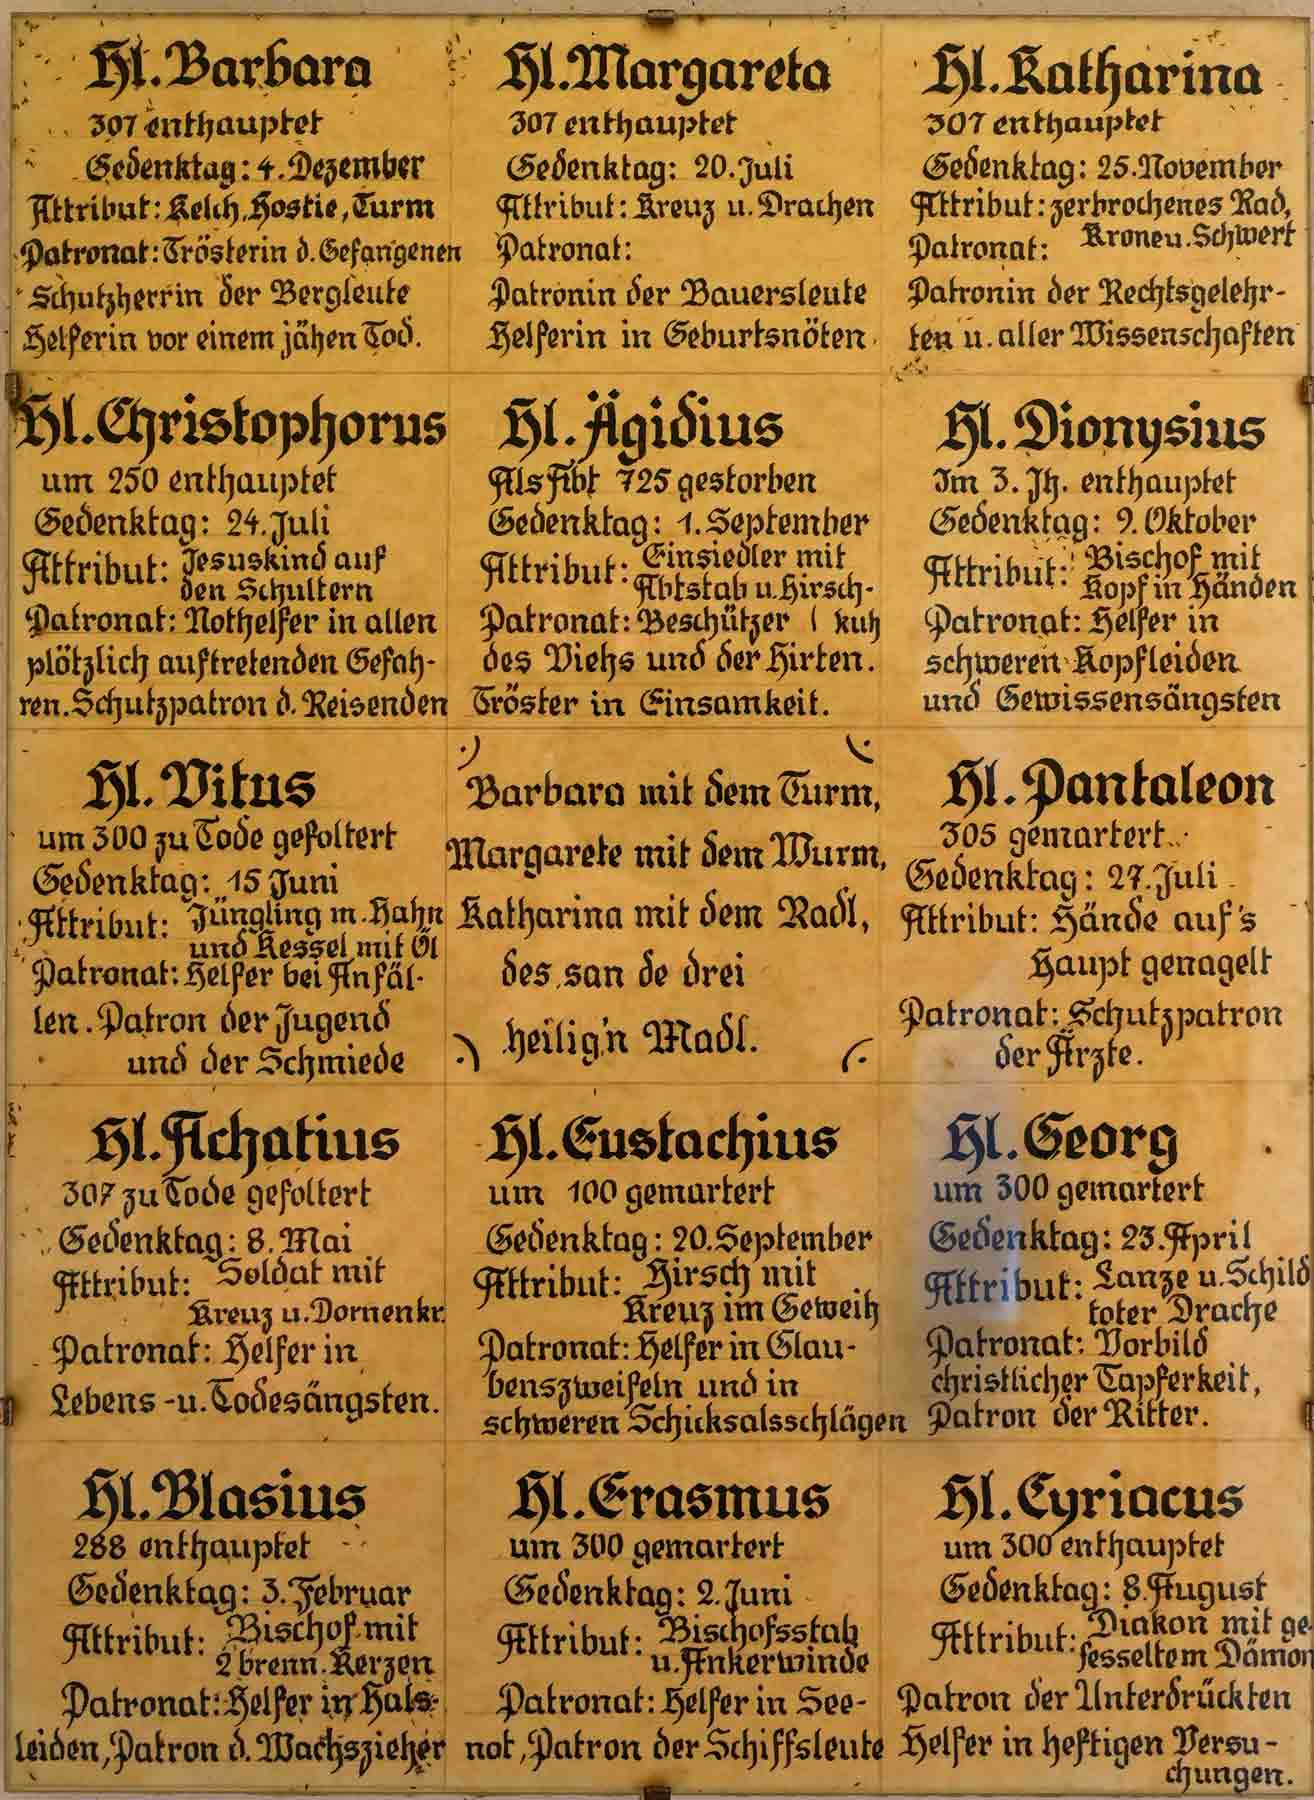 Hl. Barbara
307 enthauptet
Gedenktag: 4. Dezember
Attribut: Kelch, Hostie, Turm
Patronat: Trösterin d. Gefangenen
Schutzherrin der Bergleute
Helferin vor einem jähen Tod.
Hl. Margareta
307 enthauptet
Gedenktag: 20. Juli
Attribut: Kreuz u. Drachen
Patronat:
Patronin der Bauersleute
Helferin in Geburtsnöten.
Hl. Katharina
307 enthauptet
Gedenktag: 25. November
Attribut: zerbrochenes Rad,
Krone u. Schwert
Patronat:
Patronin der Rechtsgelehr-
ten u. aller Wissenschaften
Hl. Christophorus
um 250 enthauptet
Gedenktag: 24. Juli
Attribut: Jesuskind auf
den Schultern
Patronat: Nothelfer in allen
plötzlich auftretenden Gefah-
ren. Schutzpatron d. Reisenden
Hl. Ägidius
Als Abt 725 gestorben
Gedenktag: 1. September
Attribut: Einsiedler mit
Abtstab u. Hirsch-
Patronat: Beschützer ( kuh
des Viehs und der Hirten.
Tröster in Einsamkeit.
Hl. Dionysius
Im 3. Jh. enthauptet
Gedenktag: 9. Oktober
Attribut: Bischof mit
Kopf in Händen
Patronat: Helfer in
schweren Kopfleiden
und Gewissensängsten
Hl. Vitus
um 300 zu Tode gefoltert
Gedenktag: 15 Juni
Attribut: Jüngling m. Hahn
und Kessel mit Öl
Patronat: Helfer bei Anfäl-
len. Patron der Jugend
und der Schmiede
Barbara mit dem Turm,
Margarete mit dem Wurm,
Katharina mit dem Radl,
des san de drei
heilig'n Madl.
Hl. Pantaleon
305 gemartert.
Gedenktag: 27. Juli
Attribut: Hände auf's
Haupt genagelt
Patronat: Schutzpatron
der Ärzte.
Hl. Achatius
307 zu Tode gefoltert
Gedenktag: 8. Mai
Attribut: Soldat mit
Kreuz u. Dornenkr.
Patronat: Helfer in
Lebens- u. Todesängsten.
Hl. Eustachius
um 100 gemartert
Gedenktag: 20. September
Attribut: Hirsch mit
Kreuz im Geweih
Patronat: Helfer in Glau-
benszweifeln und in
schweren Schicksalsschlägen
Hl. Georg
um 300 gemartert
Gedenktag: 23. April
Attribut: Lanze u. Schild
toter Drache
Patronat: Vorbild
christlicher Tapferkeit,
Patron der Ritter.
Hl. Blasius
288 enthauptet
Gedenktag: 3. Februar
Attribut: Bischof mit
2 brenn. Kerzen
Patronat: Helfer in Hals-
leiden, Patron d. Wachszieher
Hl. Erasmus
um 300 gemartert
Gedenktag: 2. Juni
Attribut: Bischofsstab
u. Ankerwinde
Patronat: Helfer in See-
not, Patron der Schiffsleute
Hl. Cyriacus
um 300 enthauptet
Gedenktag: 8. August
Attribut: Diakon mit ge-
fesseltem Dämon
Patron der Unterdrückten
Helfer in heftigen Versu-
chungen.